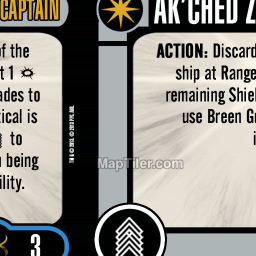 CAPTAIN
of the
t 1
ades to
tical is
to
being
ility.
3
AK'CHED Z
ACTION: Discard
ship at Range
remaining Shiel
use Breen G
MapTiler.com